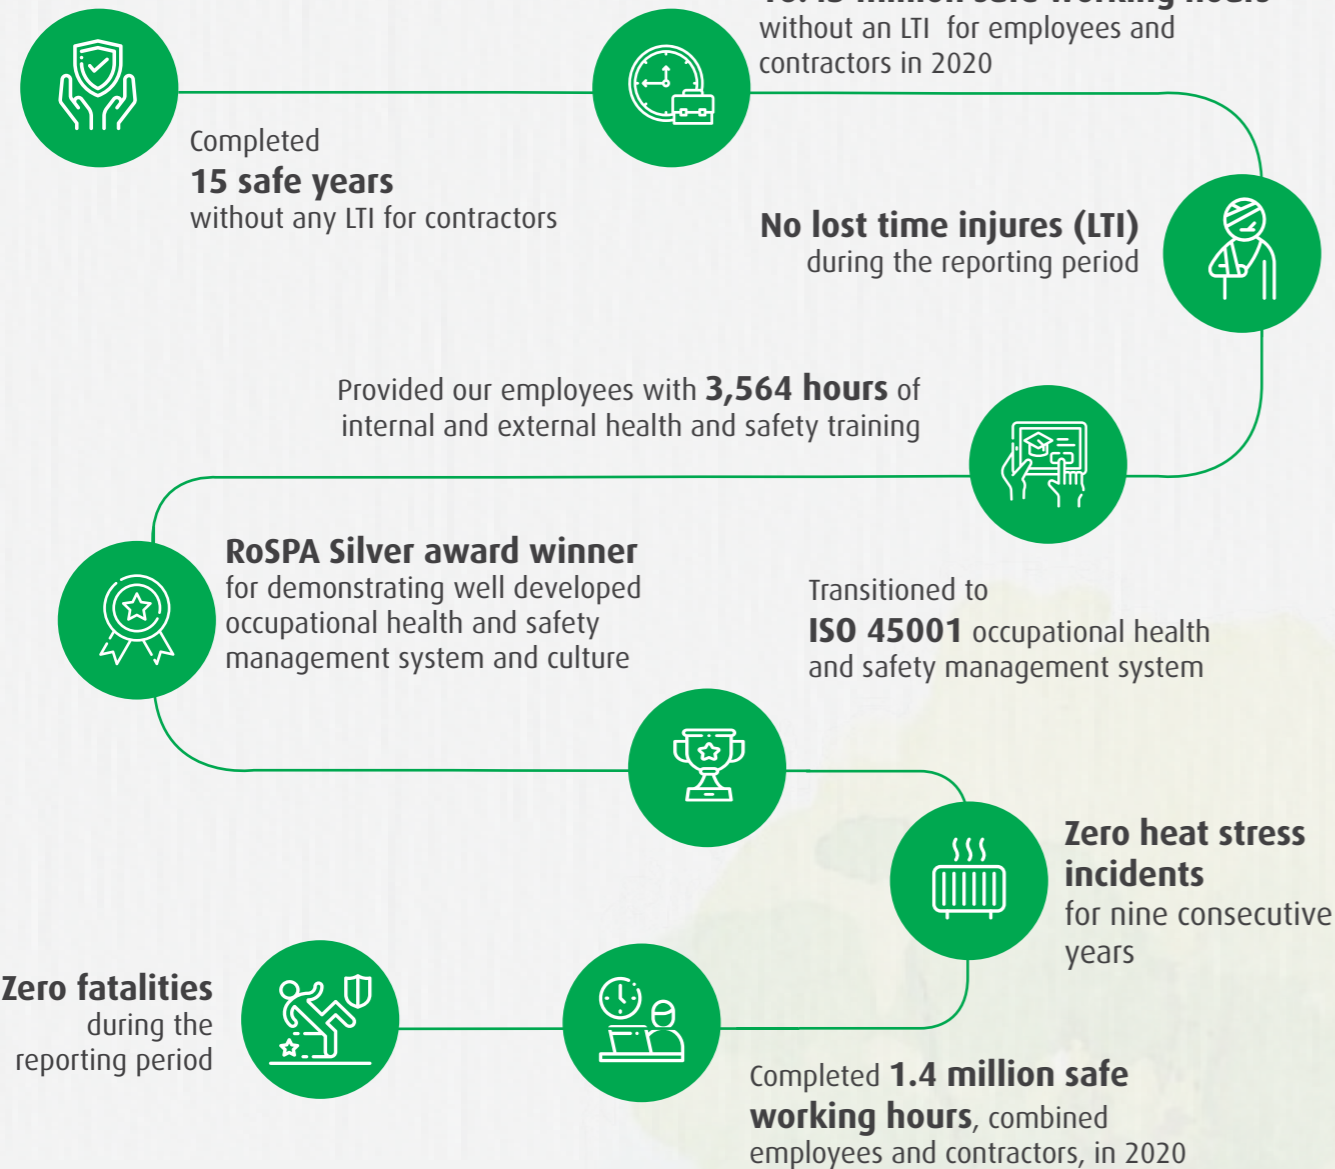 without an LTI for employees and
contractors in 2020
Completed
15 safe years
without any LTI for contractors
No lost time injures (LTI)
during the reporting period
Provided our employees with 3,564 hours of
internal and external health and safety training
RoSPA Silver award winner
for demonstrating well developed
occupational health and safety
management system and culture
Transitioned to
ISO 45001 occupational health
and safety management system
Zero heat stress
incidents
for nine consecutive
years
Zero fatalities
during the
reporting period
Completed 1.4 million safe
working hours, combined
employees and contractors, in 2020